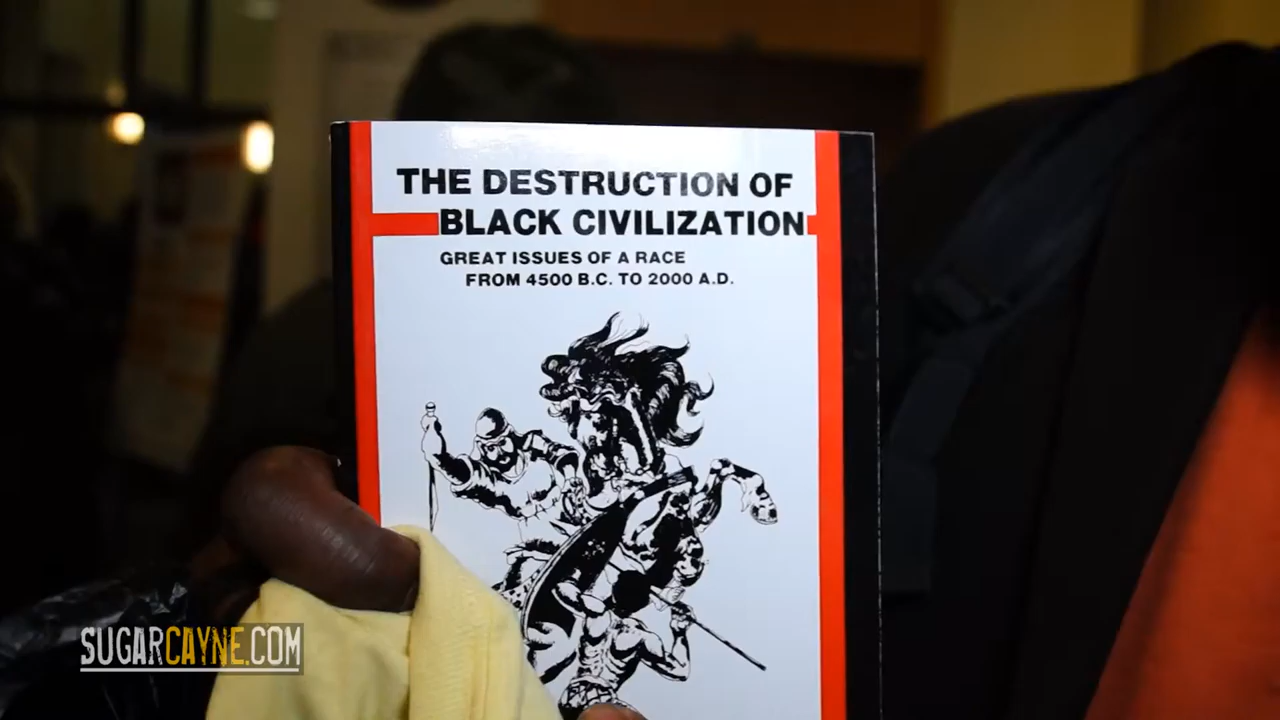 THE DESTRUCTION OF
BLACK CIVILIZATION
GREAT ISSUES OF A RACE
FROM 4500 B.C. TO 2000 A.D.
SUGARCAYNE.COM